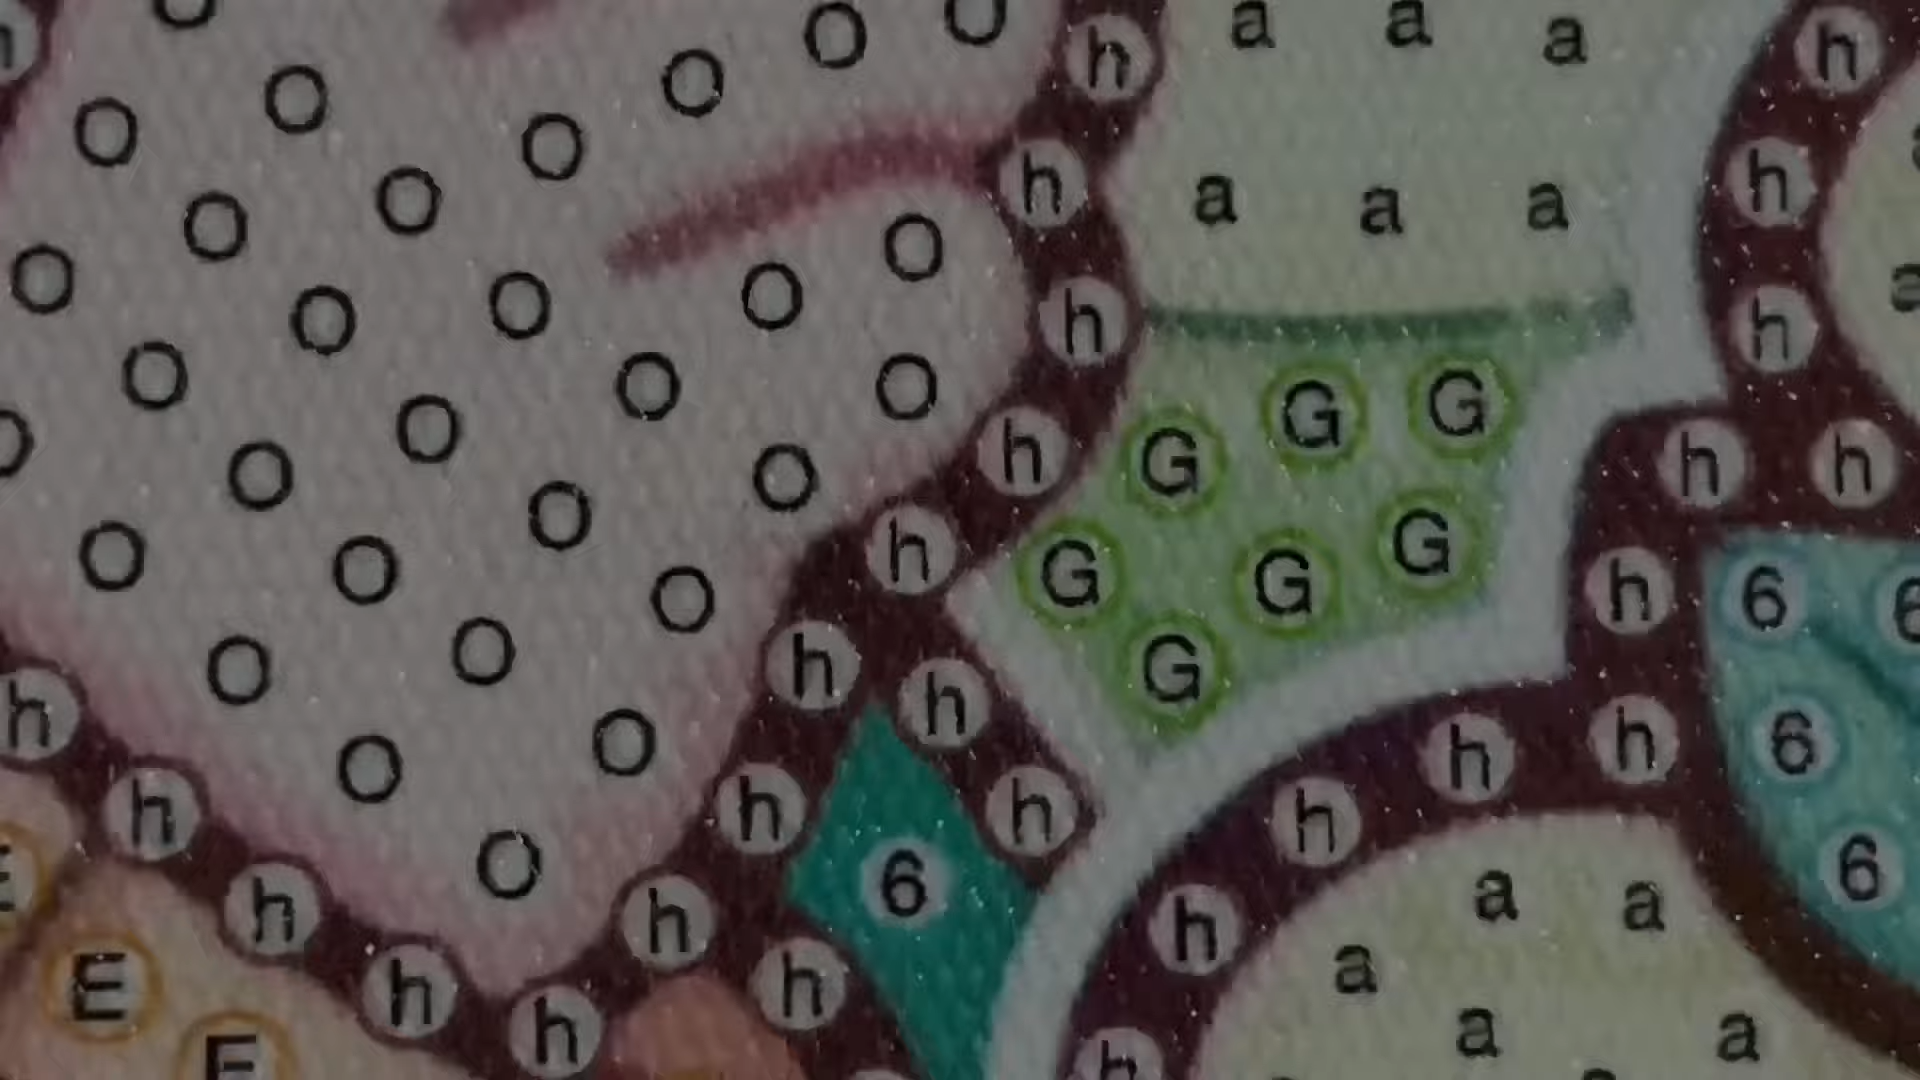 O O O h a a a h
O O O O h a a a h
O O O O O O h G G G h h
O O O O O O h G G G h 6 6
O O O O O h h G h 6
h h O O O h h h h h 6
E h h O h 6 h a a
E h h h a a a
E